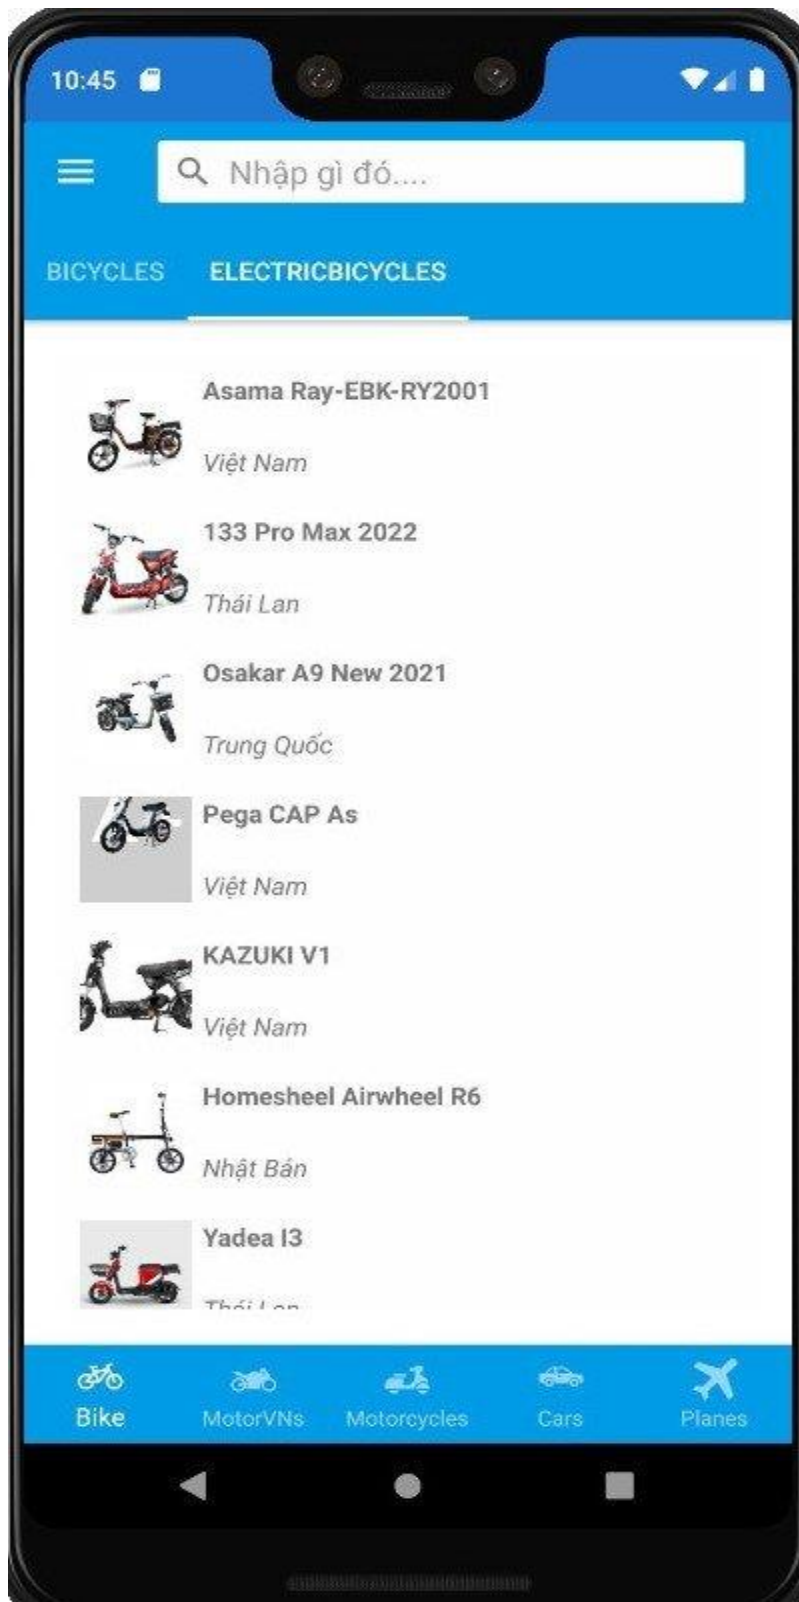 10:45
Nhập gì đó....
BICYCLES ELECTRICBICYCLES
Asama Ray-EBK-RY2001
Việt Nam
133 Pro Max 2022
Thái Lan
Osakar A9 New 2021
Trung Quốc
Pega CAP As
Việt Nam
KAZUKI V1
Việt Nam
Homesheel Airwheel R6
Nhật Bản
Yadea I3
Thái Lan
Bike MotorVNs Motorcycles Cars Planes